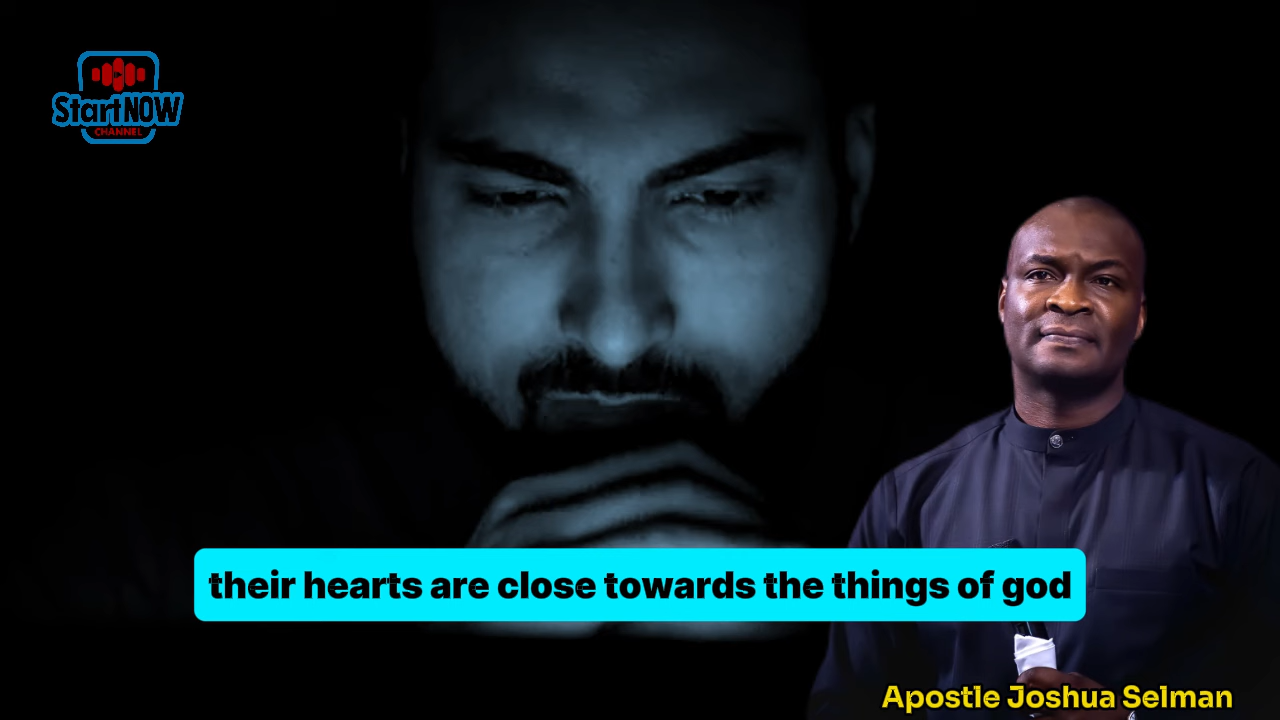 StartNOW
CHANNEL
their hearts are close towards the things of god
Apostle Joshua Selman